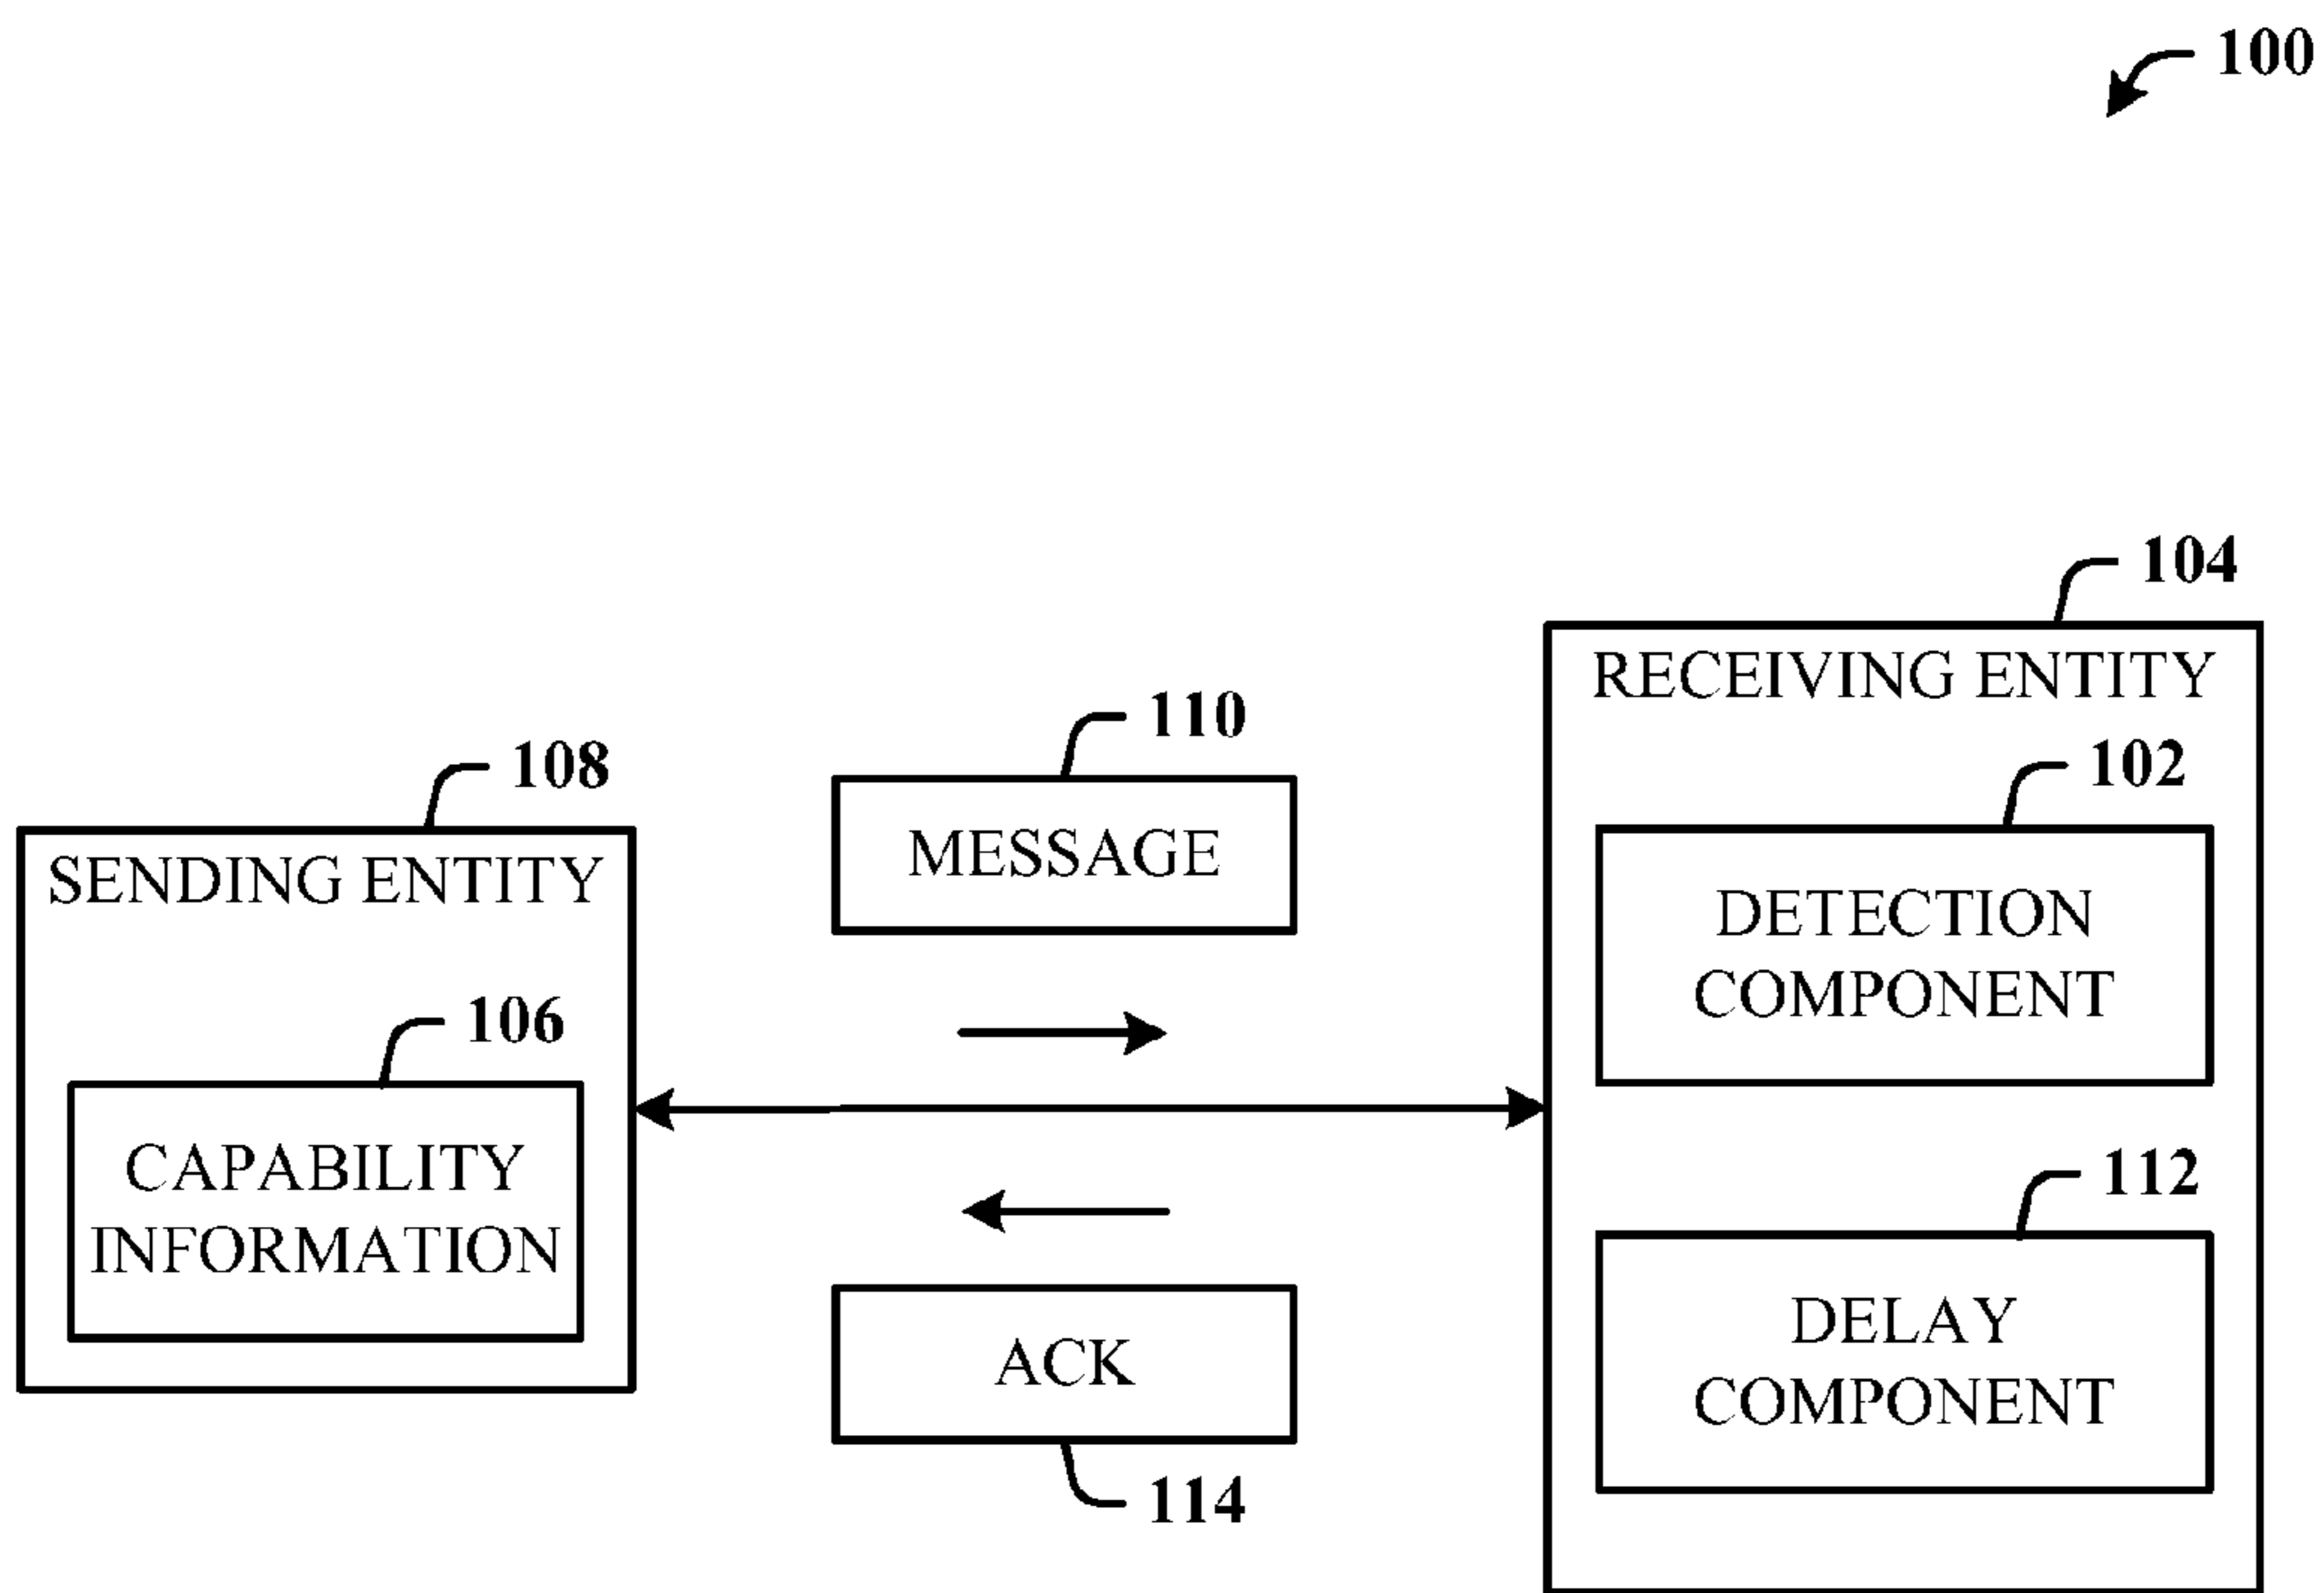 100
104
RECEIVING ENTITY
110
108
102
MESSAGE
SENDING ENTITY
DETECTION
COMPONENT
106
CAPABILITY
INFORMATION
112
DELAY
COMPONENT
ACK
114